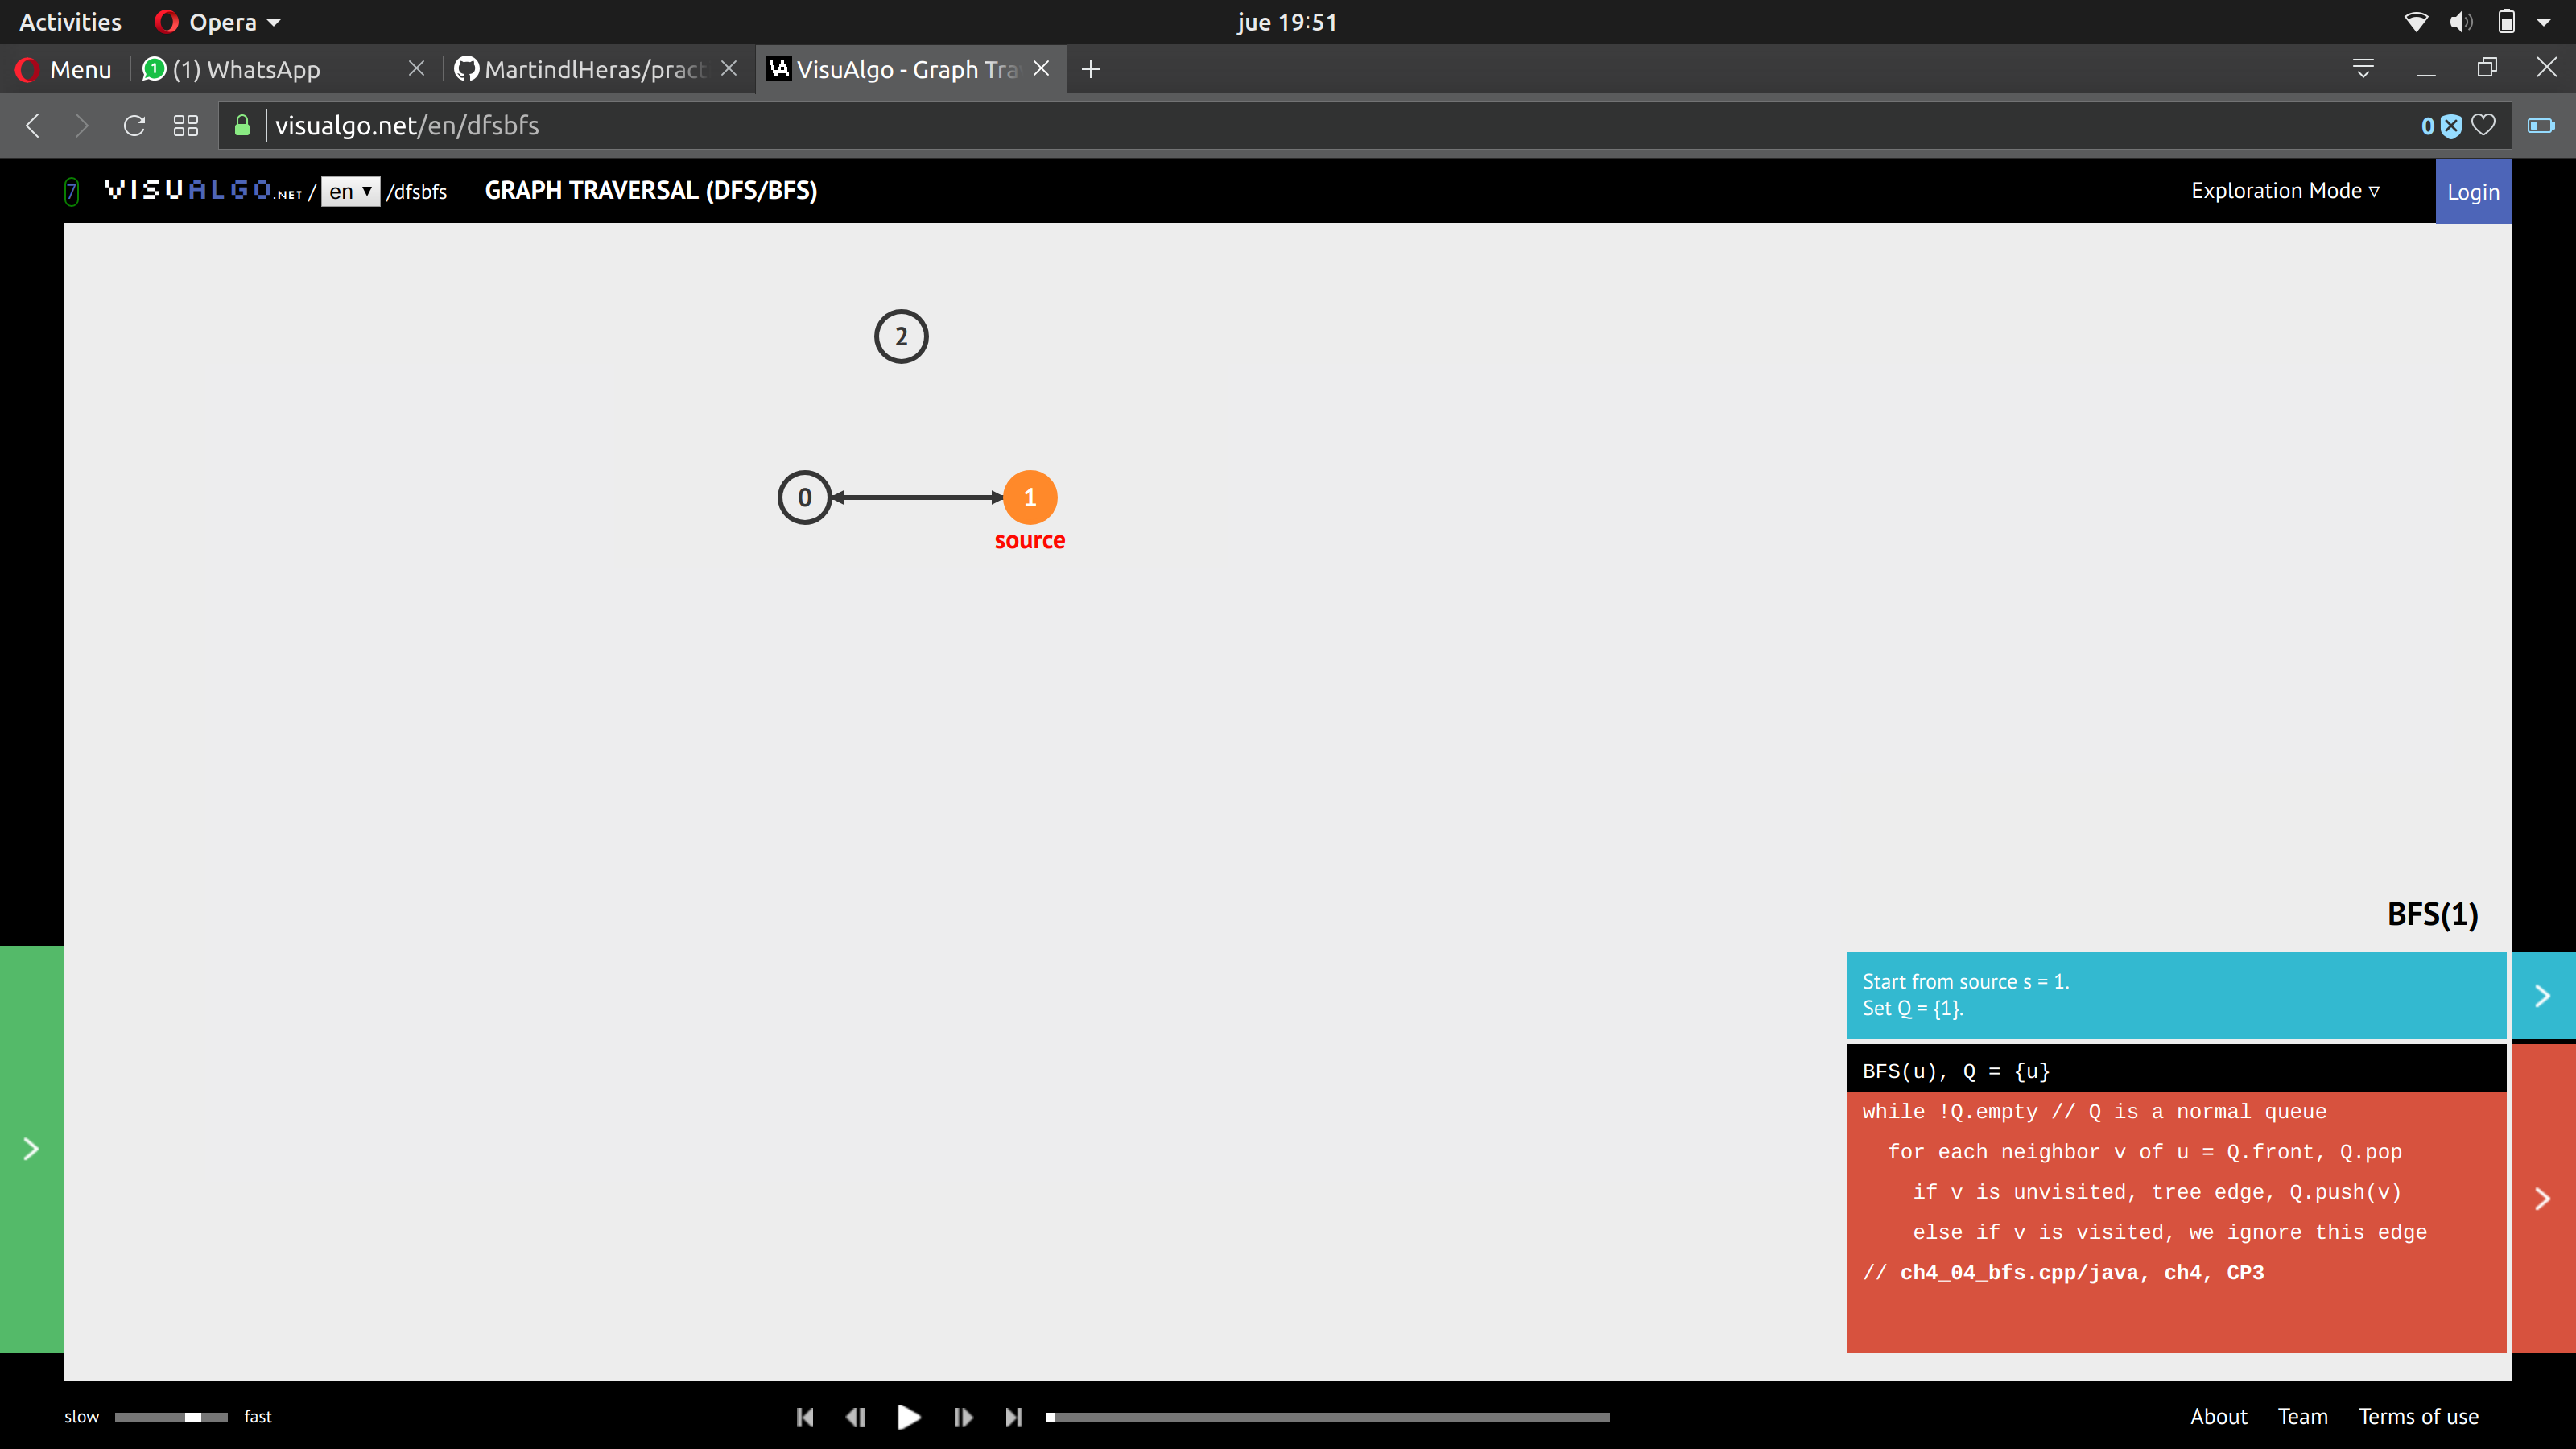 Activities Opera jue 19:51
Menu 1 (1) WhatsApp MartindlHeras/pract VisuAlgo - Graph Tra
visualgo.net/en/dfsbfs 0
7 VISUALGO.NET / en /dfsbfs GRAPH TRAVERSAL (DFS/BFS) Exploration Mode ▿ Login
2
0 1
source
BFS(1)
Start from source s = 1.
Set Q = {1}.
BFS(u), Q = {u}
while !Q.empty // Q is a normal queue
for each neighbor v of u = Q.front, Q.pop
if v is unvisited, tree edge, Q.push(v)
else if v is visited, we ignore this edge
// ch4_04_bfs.cpp/java, ch4, CP3
slow fast About Team Terms of use